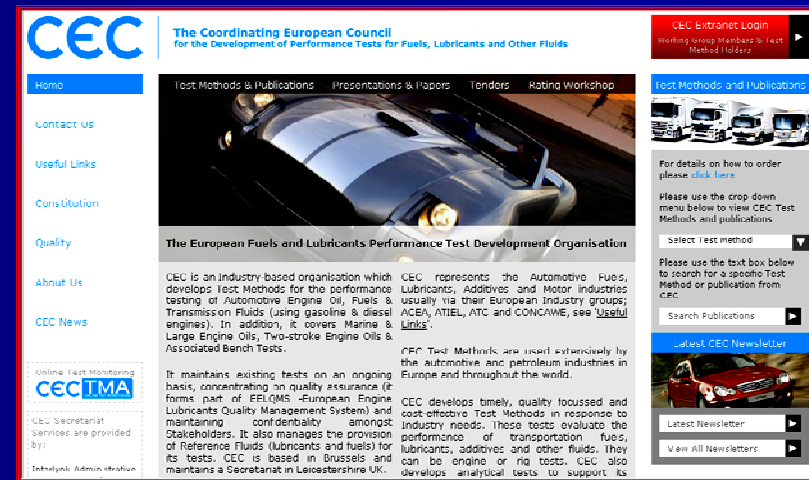 CEC
The Coordinating European Council
for the Development of Performance Tests for Fuels, Lubricants and Other Fluids
CEC Extranet Login
Working Group Members & Test
Method Holders
Home
Contact Us
Useful Links
Constitution
Quality
About Us
CEC News
Online Test Monitoring
CEC TMA
CEC Secretariat
Services are provided
by:
Interlynk Administrative
Test Methods & Publications Presentations & Papers Tenders Rating Workshop
The European Fuels and Lubricants Performance Test Development Organisation
CEC is an Industry-based organisation which
develops Test Methods for the performance
testing of Automotive Engine Oil, Fuels &
Transmission Fluids (using gasoline & diesel
engines). In addition, it covers Marine &
Large Engine Oils, Two-stroke Engine Oils &
Associated Bench Tests.
It maintains existing tests on an ongoing
basis, concentrating on quality assurance (it
forms part of EELQMS -European Engine
Lubricants Quality Management System) and
maintaining confidentiality amongst
Stakeholders. It also manages the provision
of Reference Fluids (lubricants and fuels) for
its tests. CEC is based in Brussels and
maintains a Secretariat in Leicestershire UK.
CEC represents the Automotive Fuels,
Lubricants, Additives and Motor industries
usually via their European Industry groups;
ACEA, ATIEL, ATC and CONCAWE, see 'Useful
Links'.
CEC Test Methods are used extensively by
the automotive and petroleum industries in
Europe and throughout the world.
CEC develops timely, quality focussed and
cost-effective Test Methods in response to
Industry needs. These tests evaluate the
performance of transportation fuels,
lubricants, additives and other fluids. They
can be engine or rig tests. CEC also
develops analytical tests to support its
Test Methods and Publications
For details on how to order
please click here
Please use the drop down
menu below to view CEC Test
Methods and publications
Select Test Method
Please use the text box below
to search for a specific Test
Method or publication from
CEC
Search Publications
Latest CEC Newsletter
Latest Newsletter
View All Newsletters